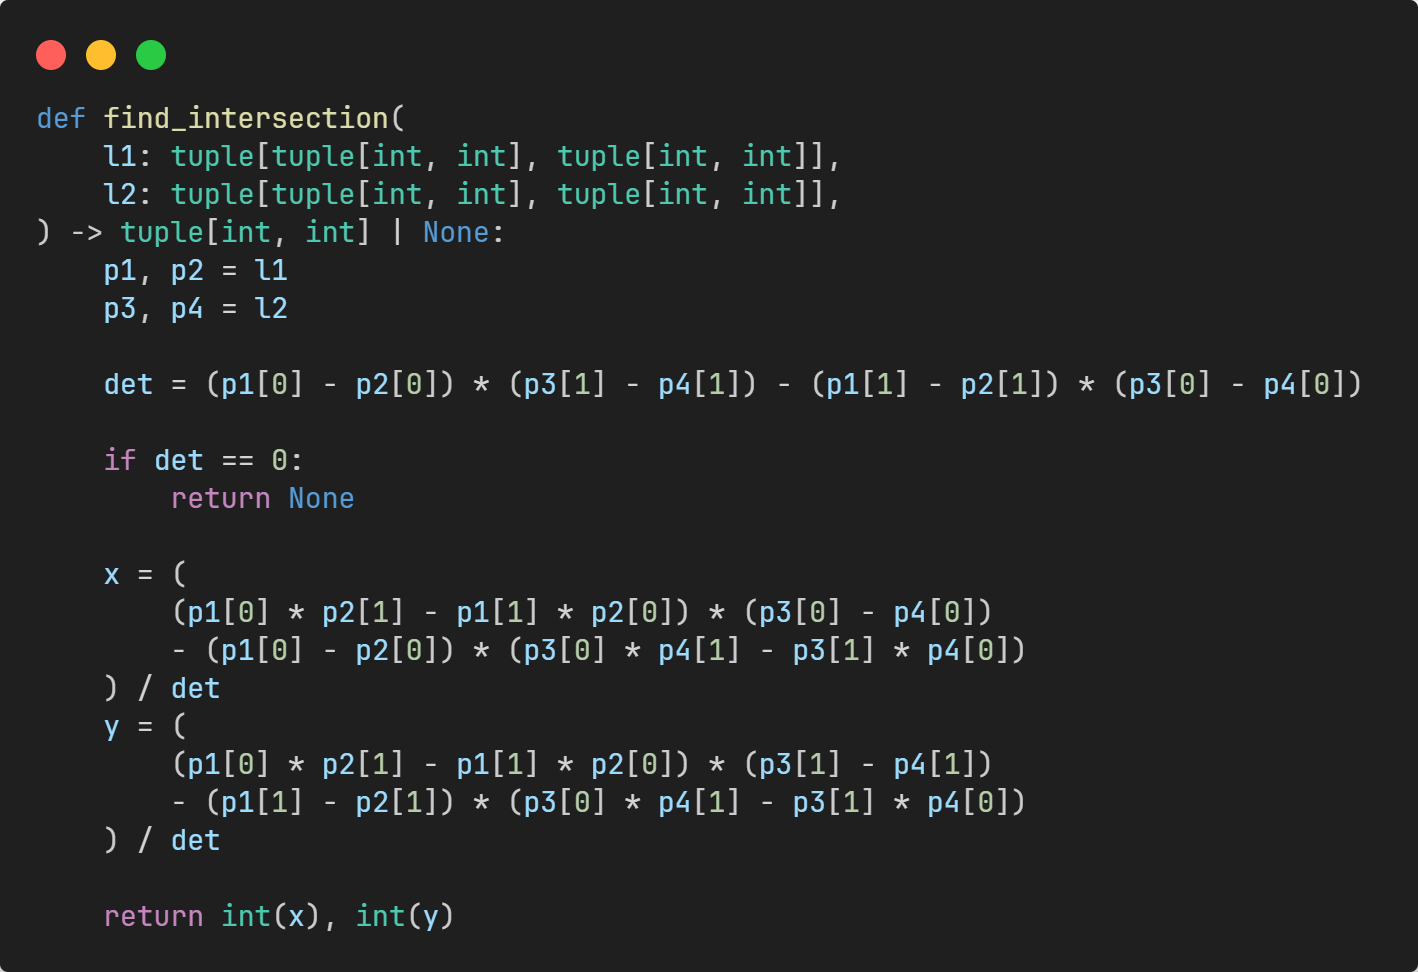 def find_intersection(
    l1: tuple[tuple[int, int], tuple[int, int]],
    l2: tuple[tuple[int, int], tuple[int, int]],
) -> tuple[int, int] | None:
    p1, p2 = l1
    p3, p4 = l2

    det = (p1[0] - p2[0]) * (p3[1] - p4[1]) - (p1[1] - p2[1]) * (p3[0] - p4[0])

    if det == 0:
        return None

    x = (
        (p1[0] * p2[1] - p1[1] * p2[0]) * (p3[0] - p4[0])
        - (p1[0] - p2[0]) * (p3[0] * p4[1] - p3[1] * p4[0])
    ) / det
    y = (
        (p1[0] * p2[1] - p1[1] * p2[0]) * (p3[1] - p4[1])
        - (p1[1] - p2[1]) * (p3[0] * p4[1] - p3[1] * p4[0])
    ) / det

    return int(x), int(y)